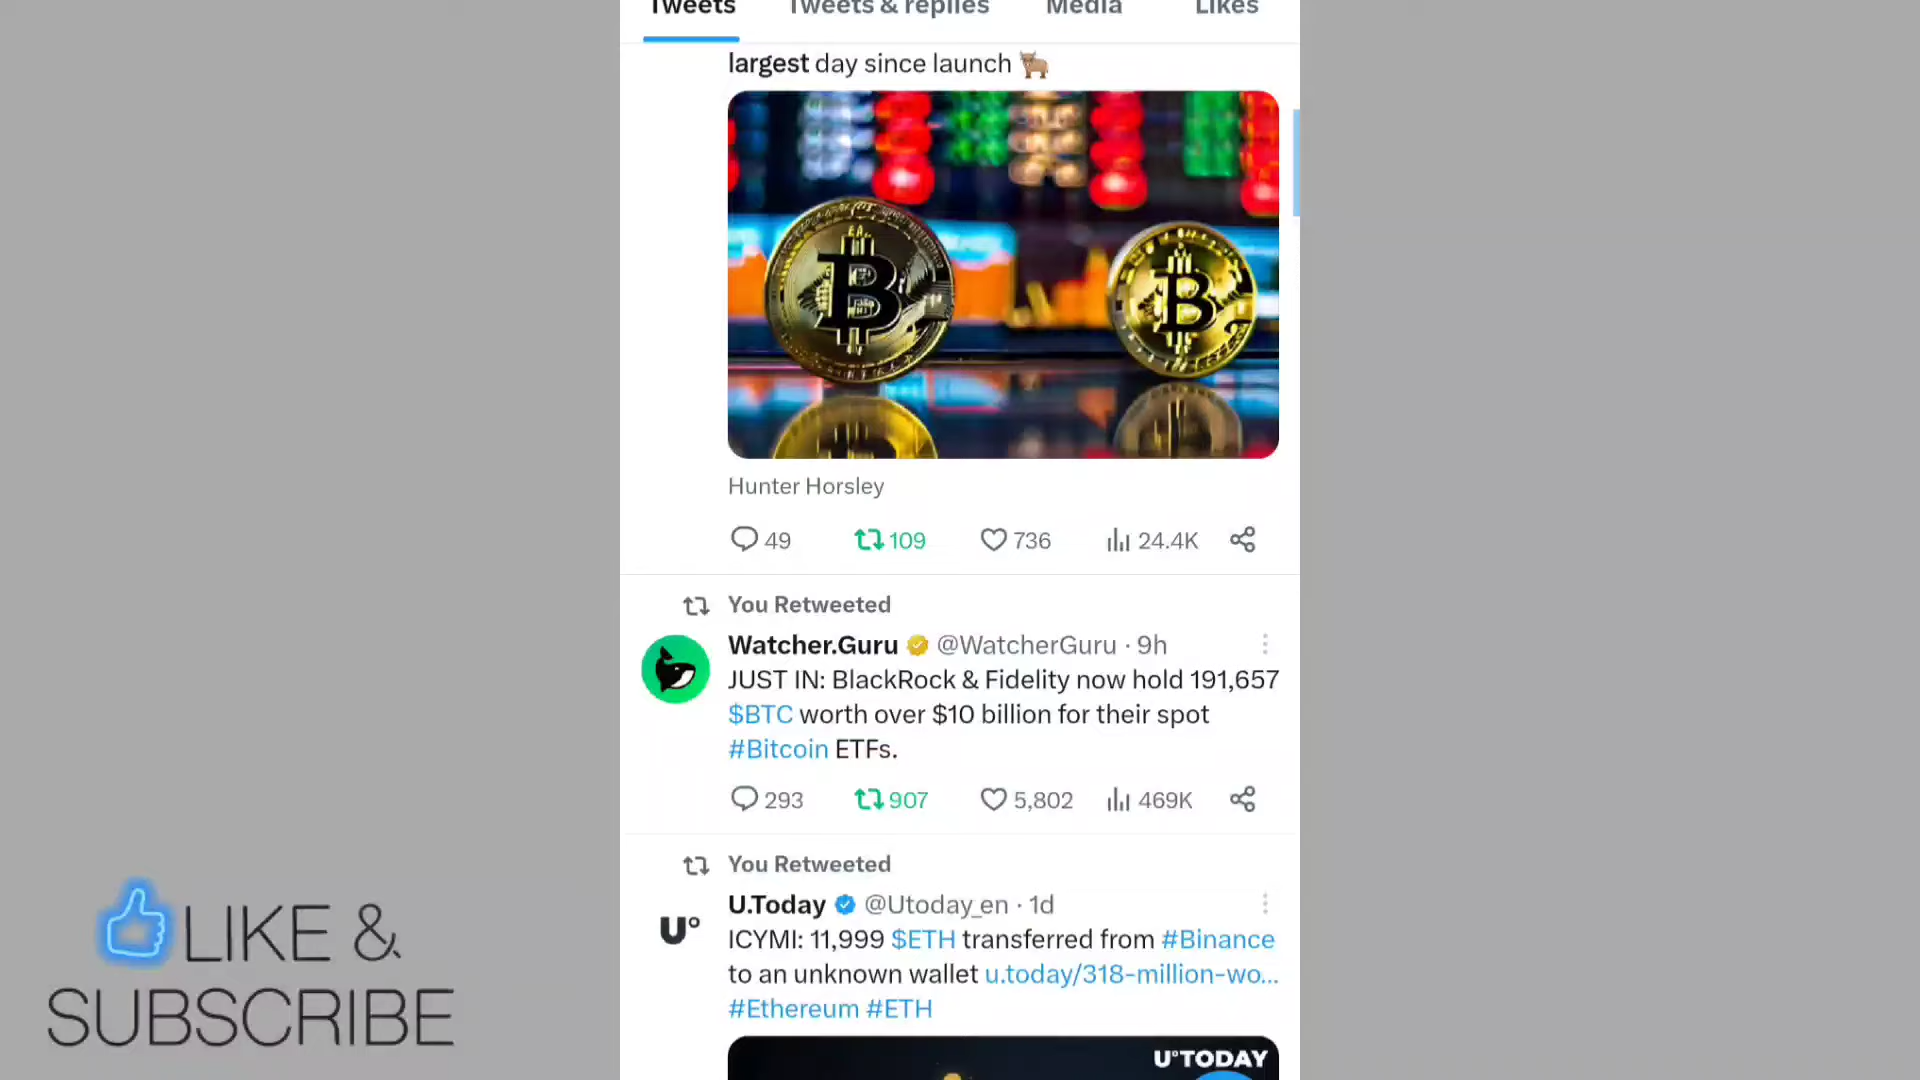 Tweets Tweets & replies Media Likes
largest day since launch
Hunter Horsley
49 109 736 24.4K
You Retweeted
Watcher.Guru @WatcherGuru · 9h
JUST IN: BlackRock & Fidelity now hold 191,657
$BTC worth over $10 billion for their spot
#Bitcoin ETFs.
293 907 5,802 469K
You Retweeted
U.Today @Utoday_en · 1d
U°
ICYMI: 11,999 $ETH transferred from #Binance
to an unknown wallet u.today/318-million-wo...
#Ethereum #ETH
U°TODAY
LIKE &
SUBSCRIBE